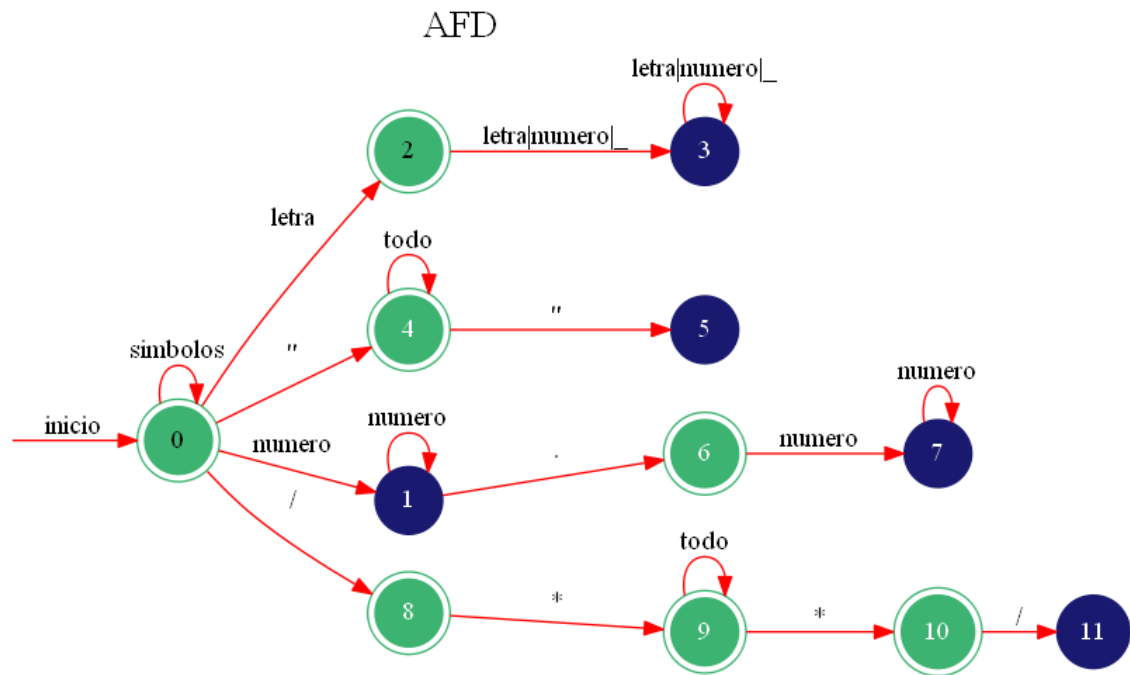 AFD
letra|numero|_
2
letra|numero|_
3
letra
todo
4
"
5
"
simbolos
inicio
0
numero
numero
1
.
6
numero
numero
7
/
8
*
todo
9
*
10
/
11